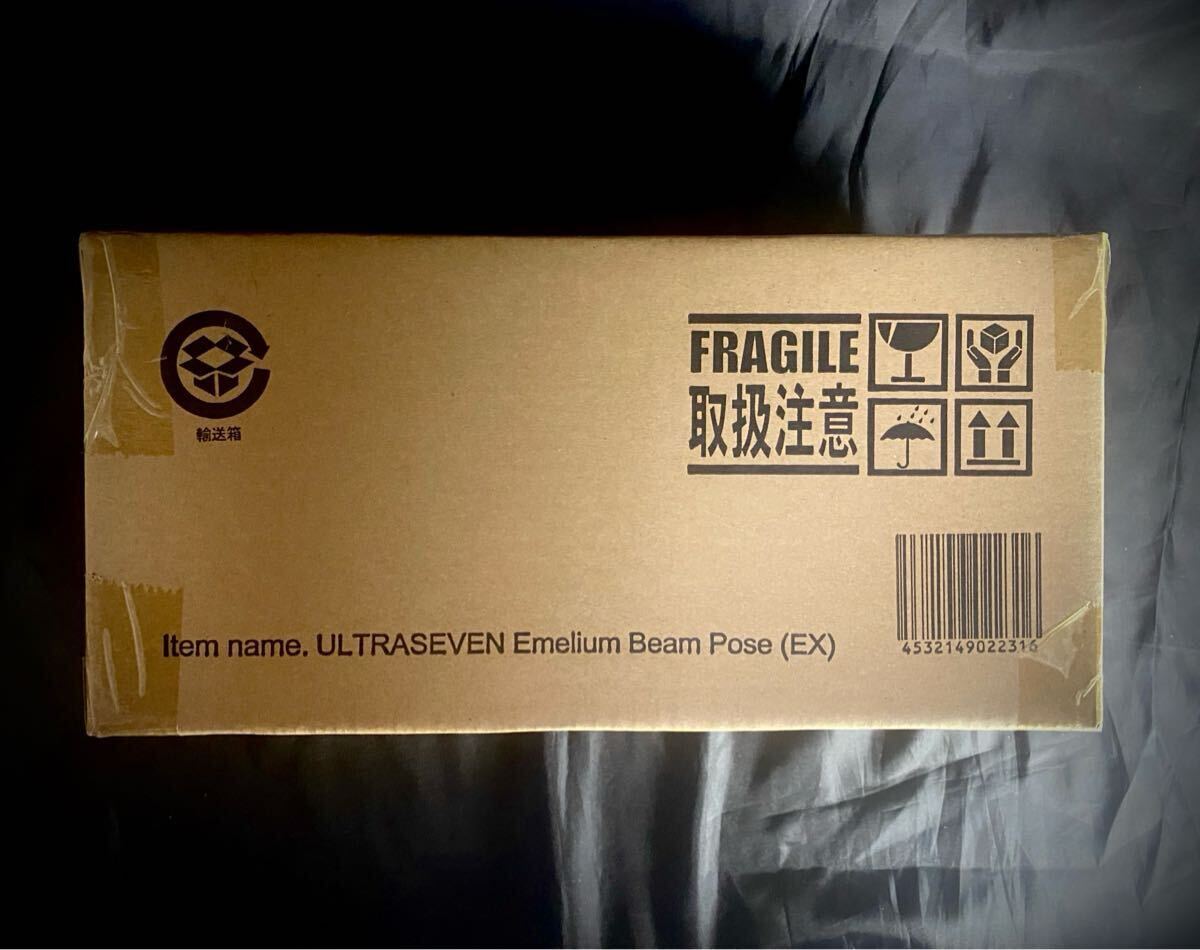 輸送箱
FRAGILE
取扱注意
Item name. ULTRASEVEN Emelium Beam Pose (EX)
4532149022316